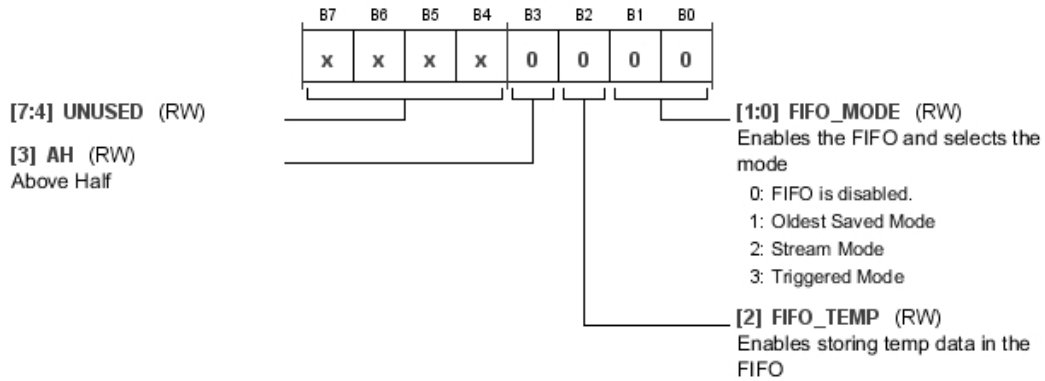 B7 B6 B5 B4 B3 B2 B1 B0
x x x x 0 0 0 0
[7:4] UNUSED (RW)
[3] AH (RW)
Above Half
[1:0] FIFO_MODE (RW)
Enables the FIFO and selects the
mode
0: FIFO is disabled.
1: Oldest Saved Mode
2: Stream Mode
3: Triggered Mode
[2] FIFO_TEMP (RW)
Enables storing temp data in the
FIFO